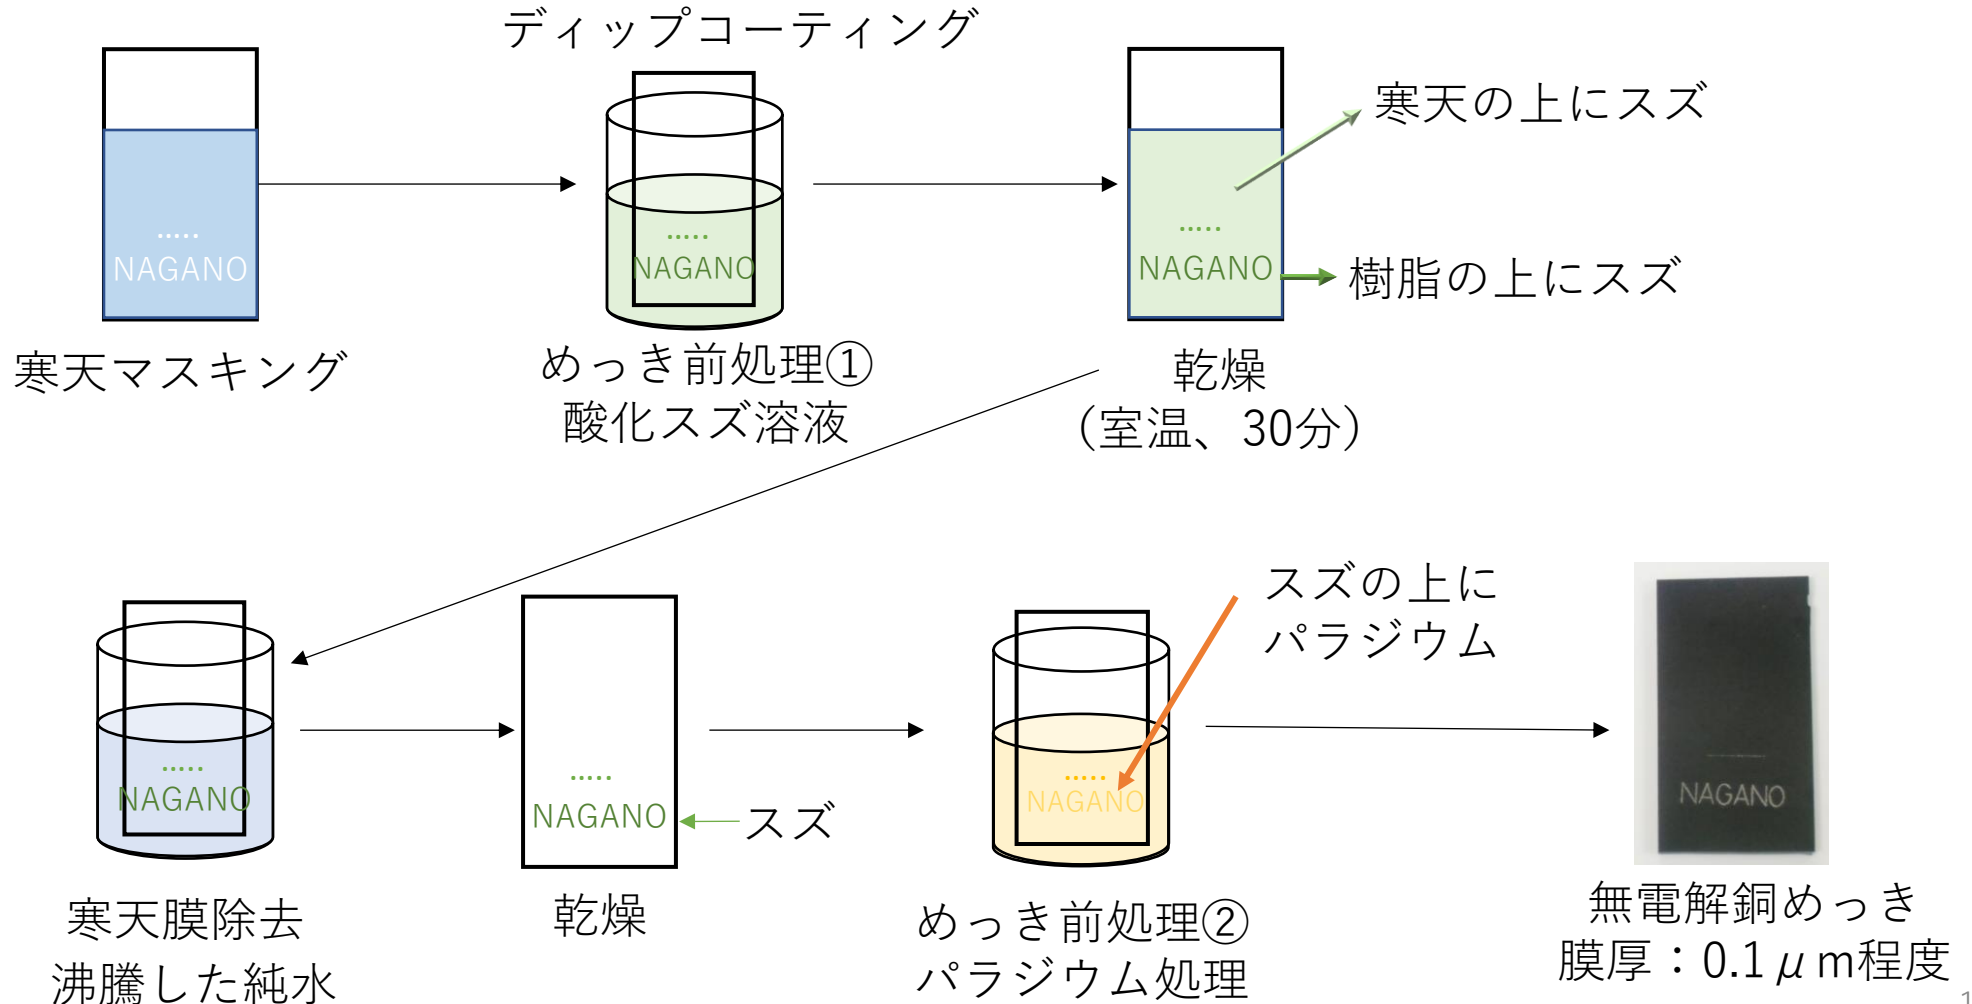 ディップコーティング
.....
NAGANO
.....
NAGANO
.....
NAGANO
寒天の上にスズ
樹脂の上にスズ
寒天マスキング
めっき前処理①
酸化スズ溶液
乾燥
（室温、30分）
.....
NAGANO
.....
NAGANO
スズ
.....
NAGANO
スズの上に
パラジウム
NAGANO
寒天膜除去
沸騰した純水
乾燥
めっき前処理②
パラジウム処理
無電解銅めっき
膜厚：0.1μm程度
1